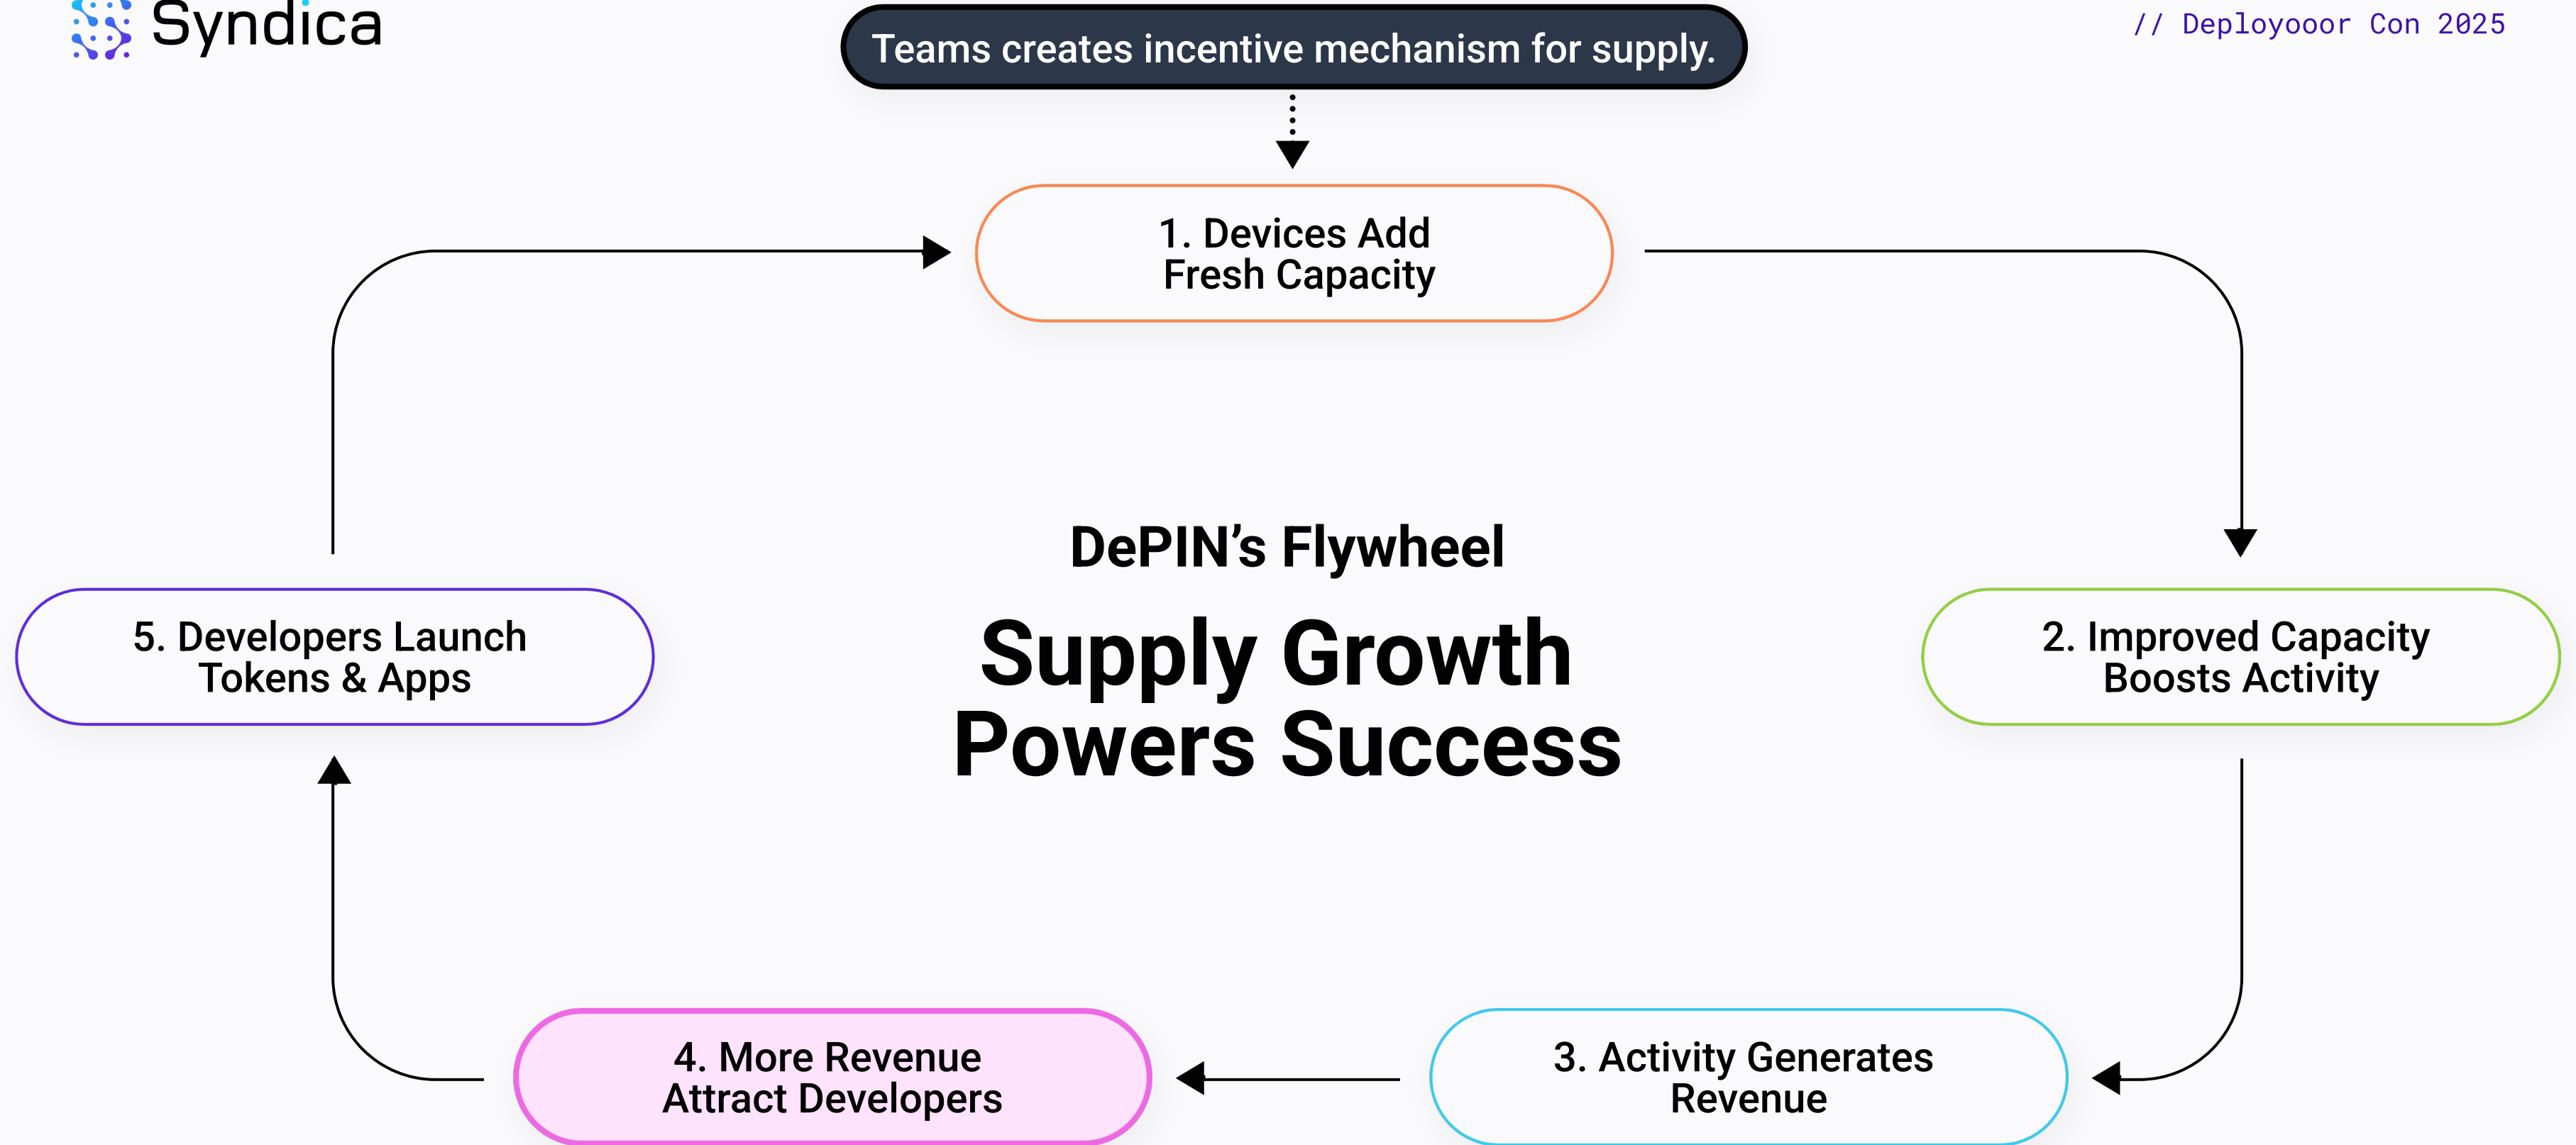 Syndica
// Deployooor Con 2025
Teams creates incentive mechanism for supply.
1. Devices Add
Fresh Capacity
DePIN’s Flywheel
Supply Growth
Powers Success
5. Developers Launch
Tokens & Apps
2. Improved Capacity
Boosts Activity
4. More Revenue
Attract Developers
3. Activity Generates
Revenue